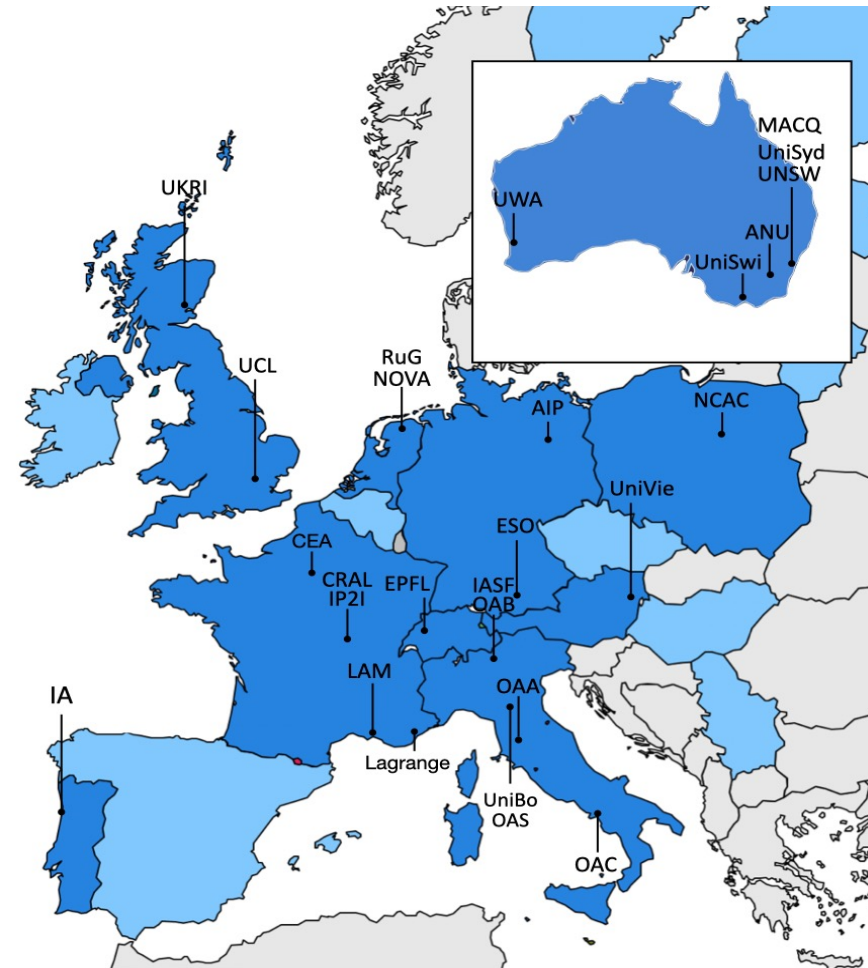 MACQ
UniSyd
UNSW
UWA
ANU
UniSwi
UKRI
UCL
RuG
NOVA
AIP
NCAC
UniVie
ESO
CEA
CRAL
IP2I
EPFL
IASF
OAB
LAM
OAA
IA
Lagrange
UniBo
OAS
OAC